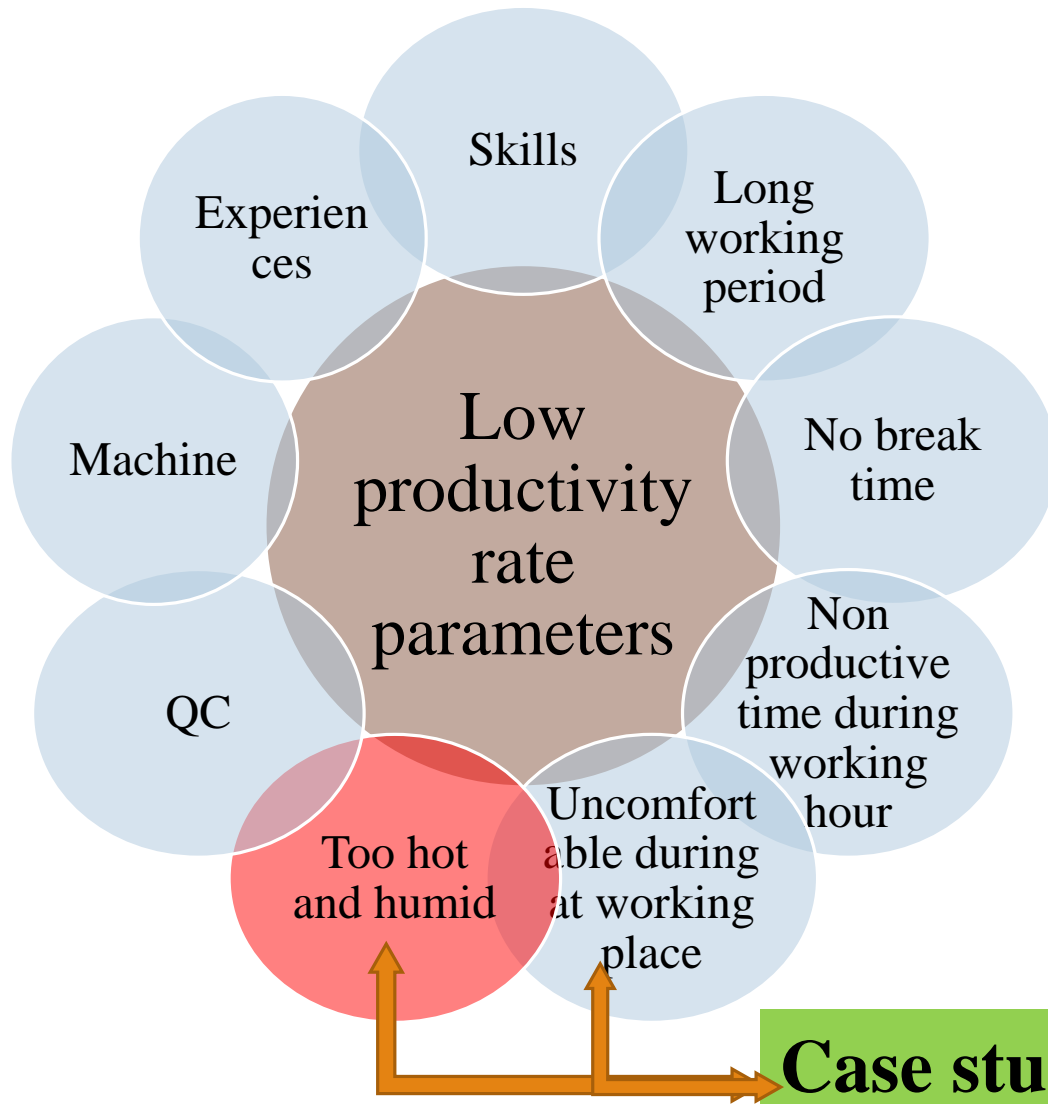 Skills
Long
working
period
No break
time
Non
productive
time during
working
hour
Uncomfort
able during
at working
place
Too hot
and humid
QC
Machine
Experien
ces
Low
productivity
rate
parameters
Case stu